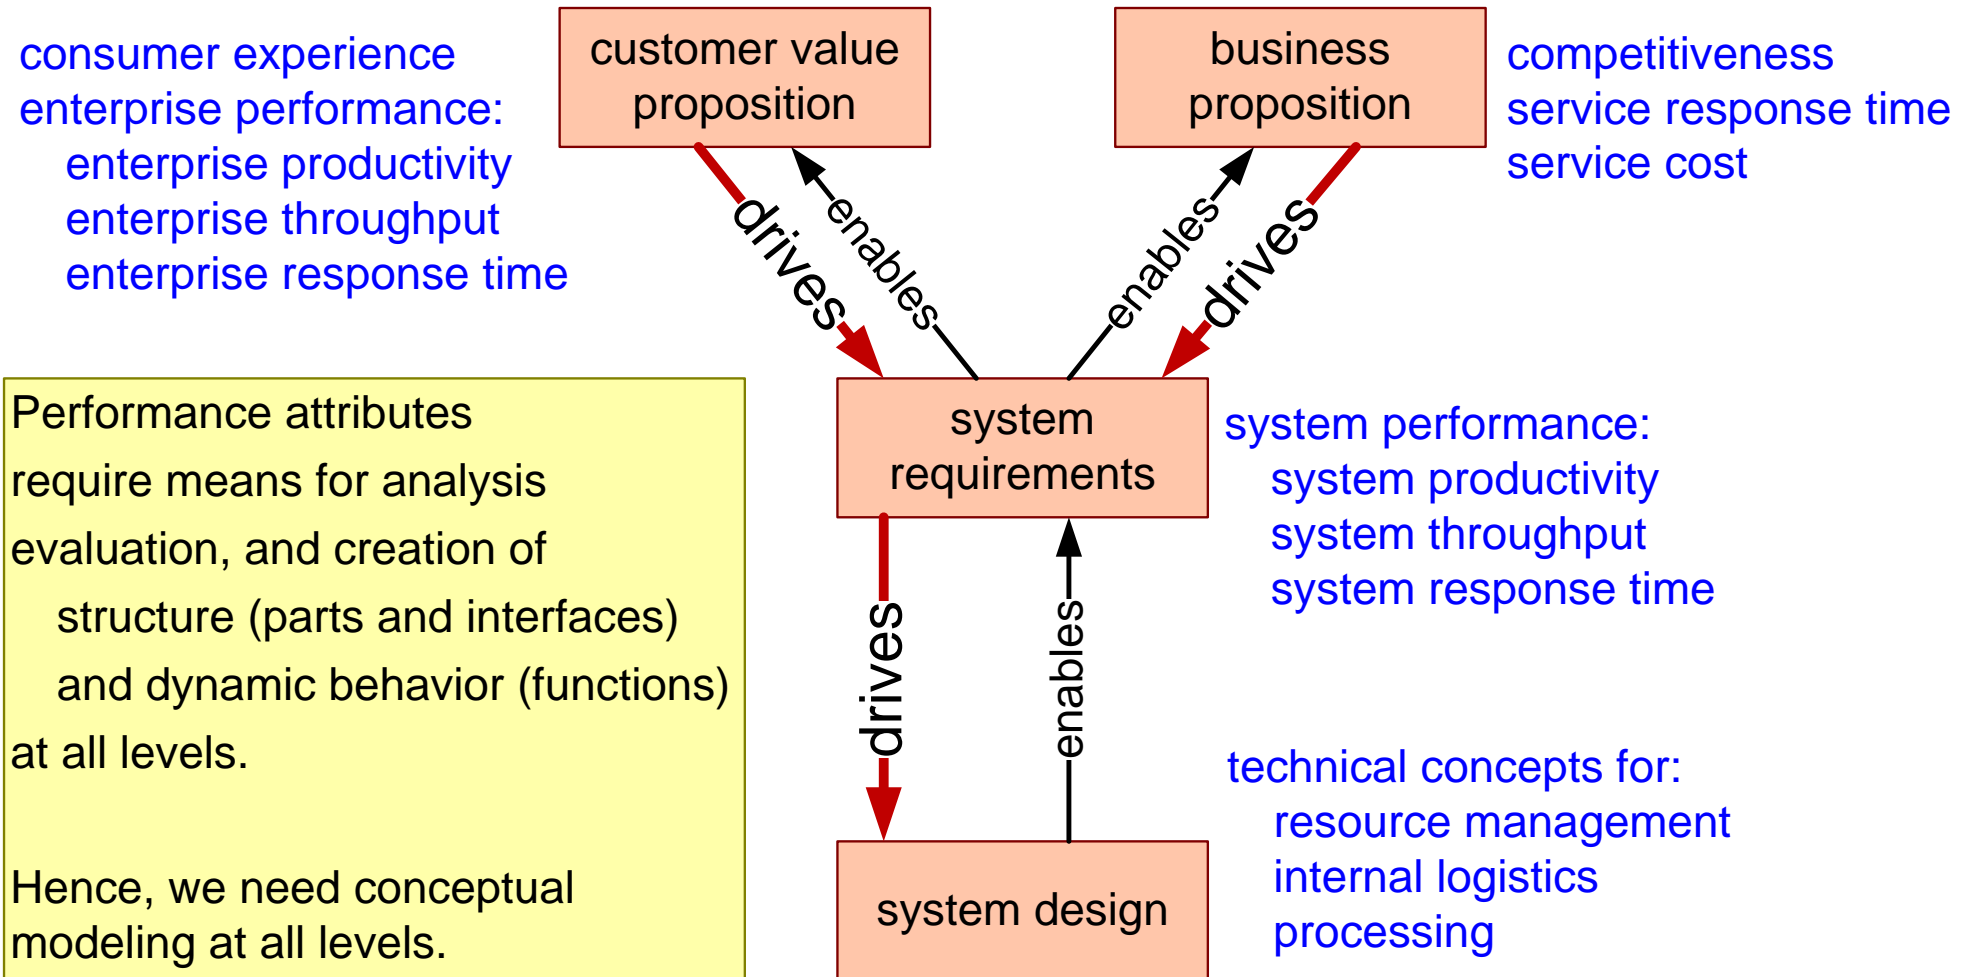 consumer experience
enterprise performance:
enterprise productivity
enterprise throughput
enterprise response time
customer value
proposition
business
proposition
competitiveness
service response time
service cost
drives
enables
enables
drives
Performance attributes
require means for analysis
evaluation, and creation of
structure (parts and interfaces)
and dynamic behavior (functions)
at all levels.
Hence, we need conceptual
modeling at all levels.
system
requirements
system performance:
system productivity
system throughput
system response time
drives
enables
system design
technical concepts for:
resource management
internal logistics
processing